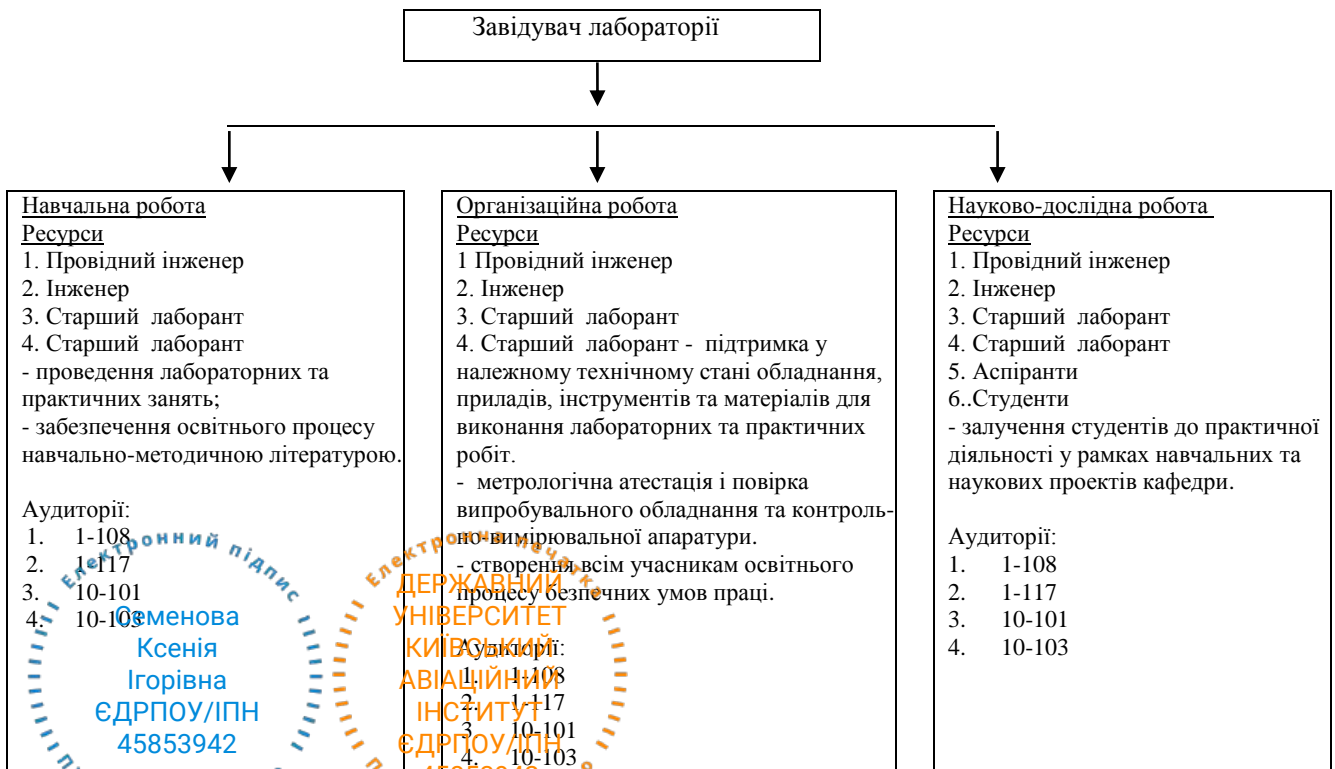 Завідувач лабораторії
Навчальна робота
Ресурси
1. Провідний інженер
2. Інженер
3. Старший лаборант
4. Старший лаборант
- проведення лабораторних та
практичних занять;
- забезпечення освітнього процесу
навчально-методичною літературою.
Аудиторії:
1. 1-108
2. 1-117
3. 10-101
4. 10-103
Організаційна робота
Ресурси
1 Провідний інженер
2. Інженер
3. Старший лаборант
4. Старший лаборант - підтримка у
належному технічному стані обладнання,
приладів, інструментів та матеріалів для
виконання лабораторних та практичних
робіт.
- метрологічна атестація і повірка
випробувального обладнання та контроль-
но-вимірювальної апаратури.
- створення всім учасникам освітнього
процесу безпечних умов праці.
Аудиторії:
1. 1-108
2. 1-117
3. 10-101
4. 10-103
Науково-дослідна робота
Ресурси
1. Провідний інженер
2. Інженер
3. Старший лаборант
4. Старший лаборант
5. Аспіранти
6..Студенти
- залучення студентів до практичної
діяльності у рамках навчальних та
наукових проектів кафедри.
Аудиторії:
1. 1-108
2. 1-117
3. 10-101
4. 10-103
Електронний підпис
Семенова
Ксенія
Ігорівна
ЄДРПОУ/ІПН
45853942
Електронна печатка
ДЕРЖАВНИЙ
УНІВЕРСИТЕТ
КИЇВСЬКИЙ
АВІАЦІЙНИЙ
ІНСТИТУТ
ЄДРПОУ/ІПН